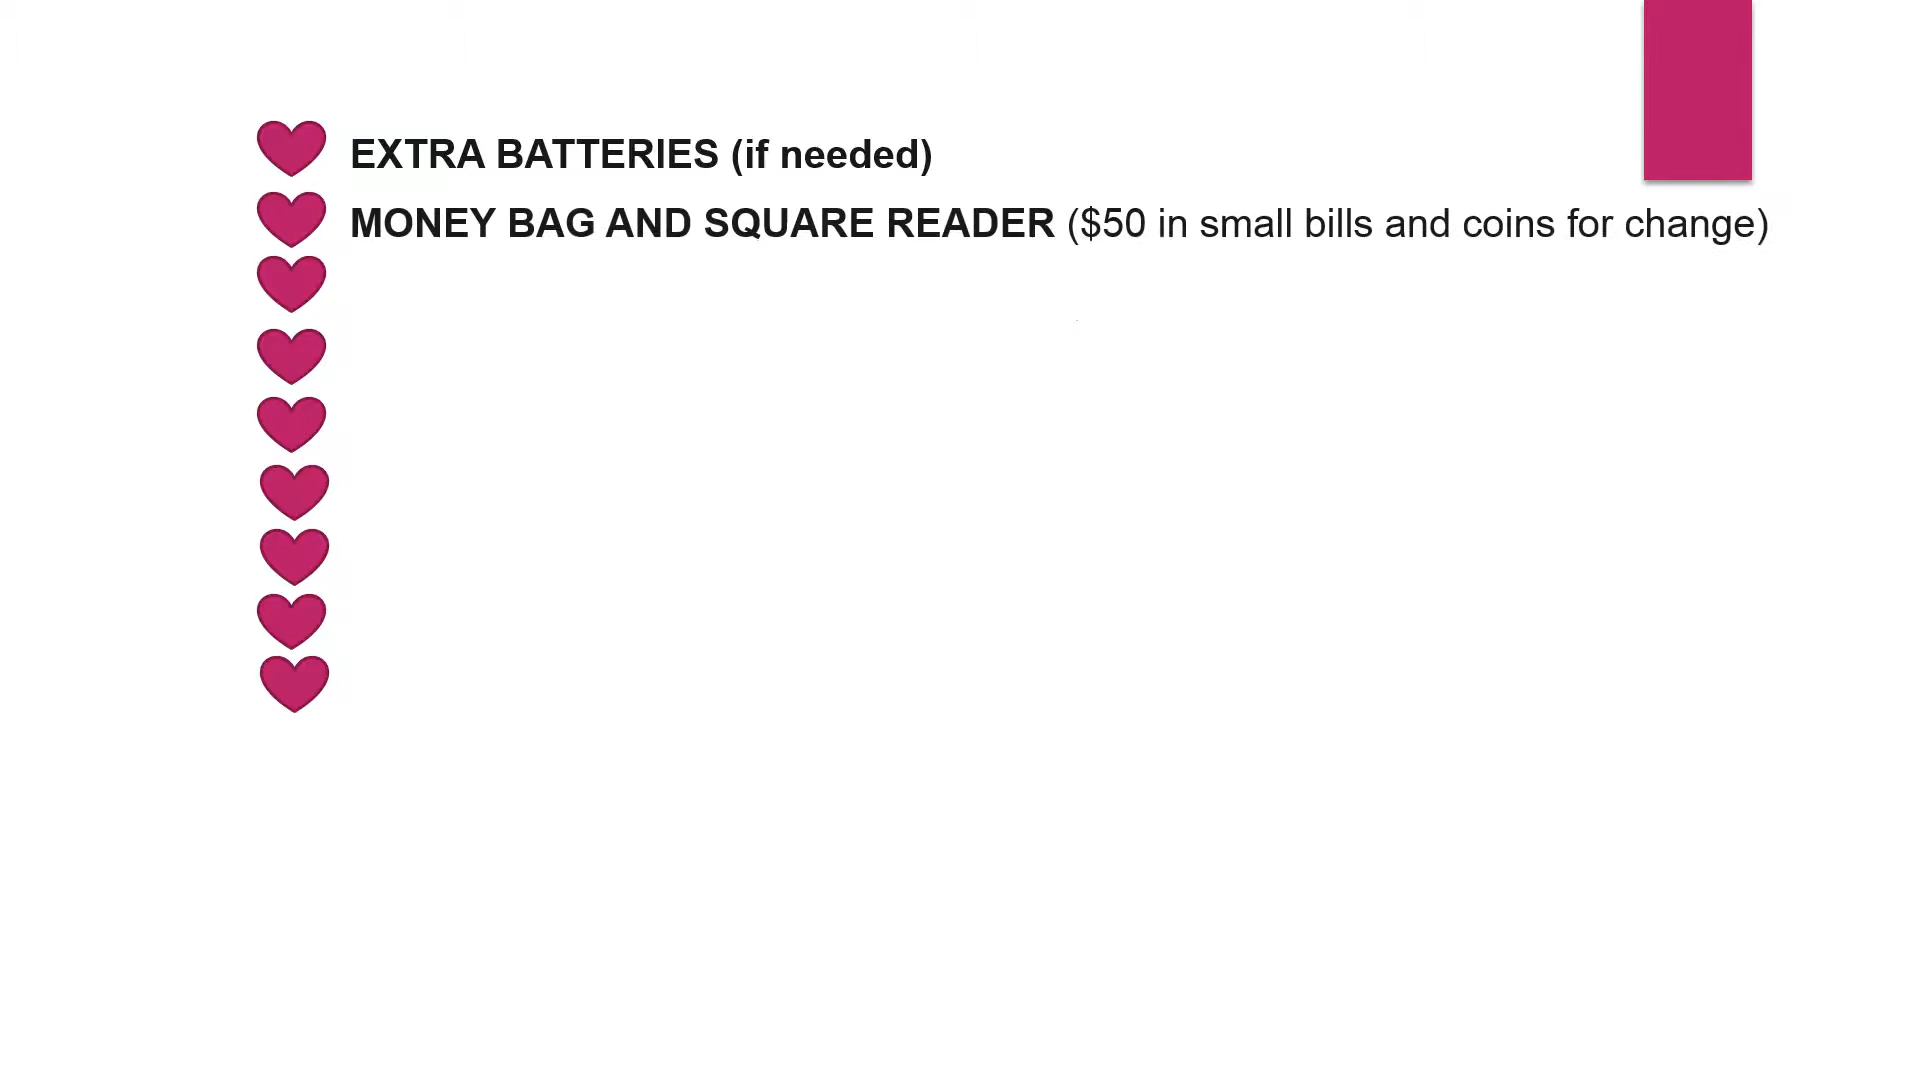 EXTRA BATTERIES (if needed)
MONEY BAG AND SQUARE READER ($50 in small bills and coins for change)